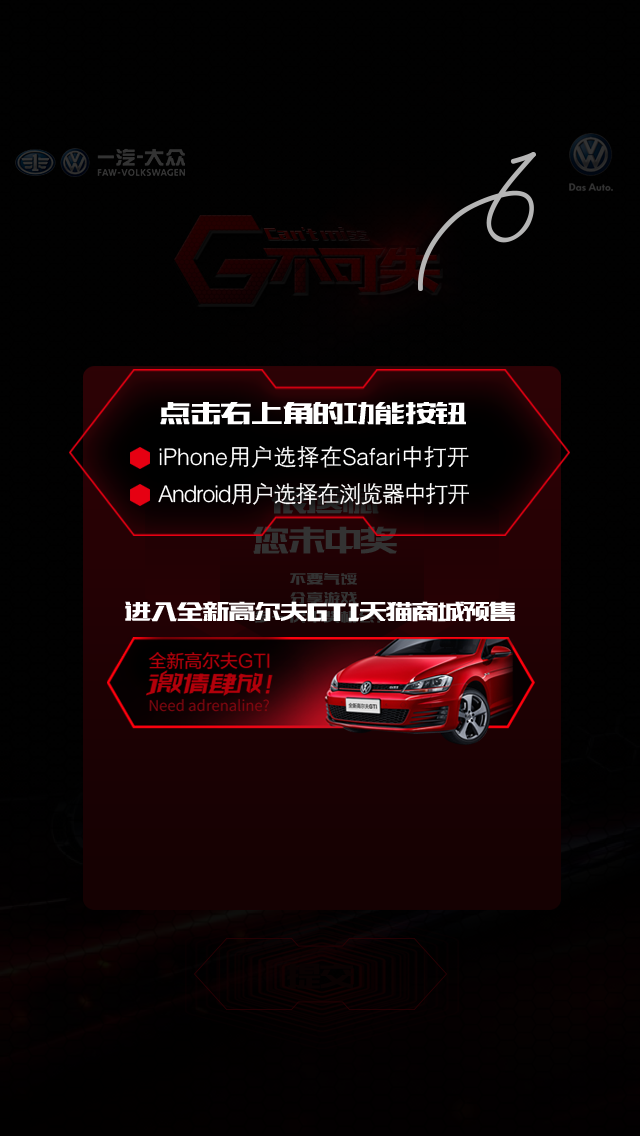 一汽-大众
FAW-VOLKSWAGEN
Das Auto.
Can't miss
G不可失
点击右上角的功能按钮
iPhone用户选择在Safari中打开
Android用户选择在浏览器中打开
您未中奖
不要气馁
分享游戏
进入全新高尔夫GTI天猫商城预售
全新高尔夫GTI
激情肆放!
Need adrenaline?
全新高尔夫GTI